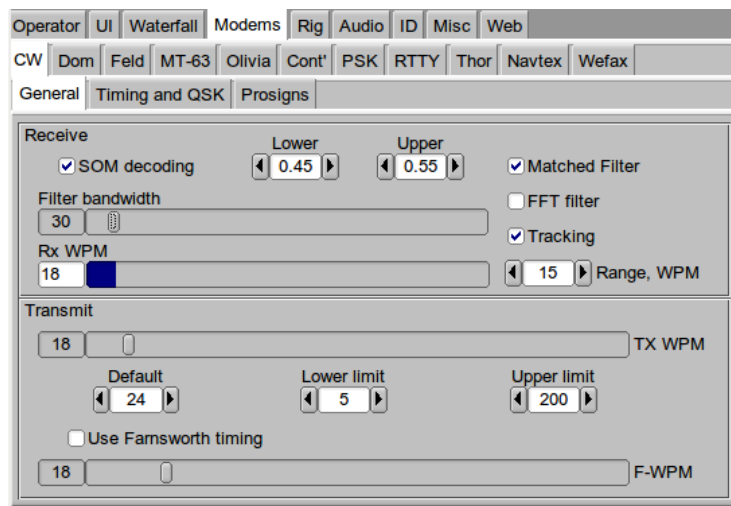 Operator UI Waterfall Modems Rig Audio ID Misc Web
CW Dom Feld MT-63 Olivia Cont' PSK RTTY Thor Navtex Wefax
General Timing and QSK Prosigns
Receive
Lower Upper
SOM decoding 0.45 0.55 Matched Filter
Filter bandwidth
FFT filter
30
Tracking
Rx WPM
18 15 Range, WPM
Transmit
18 TX WPM
Default Lower limit Upper limit
24 5 200
Use Farnsworth timing
18 F-WPM